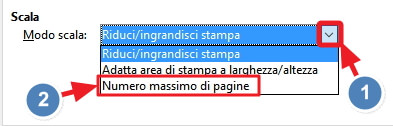 Scala
Modo scala: Riduci/ingrandisci stampa
Riduci/ingrandisci stampa
Adatta area di stampa a larghezza/altezza
Numero massimo di pagine
1
2